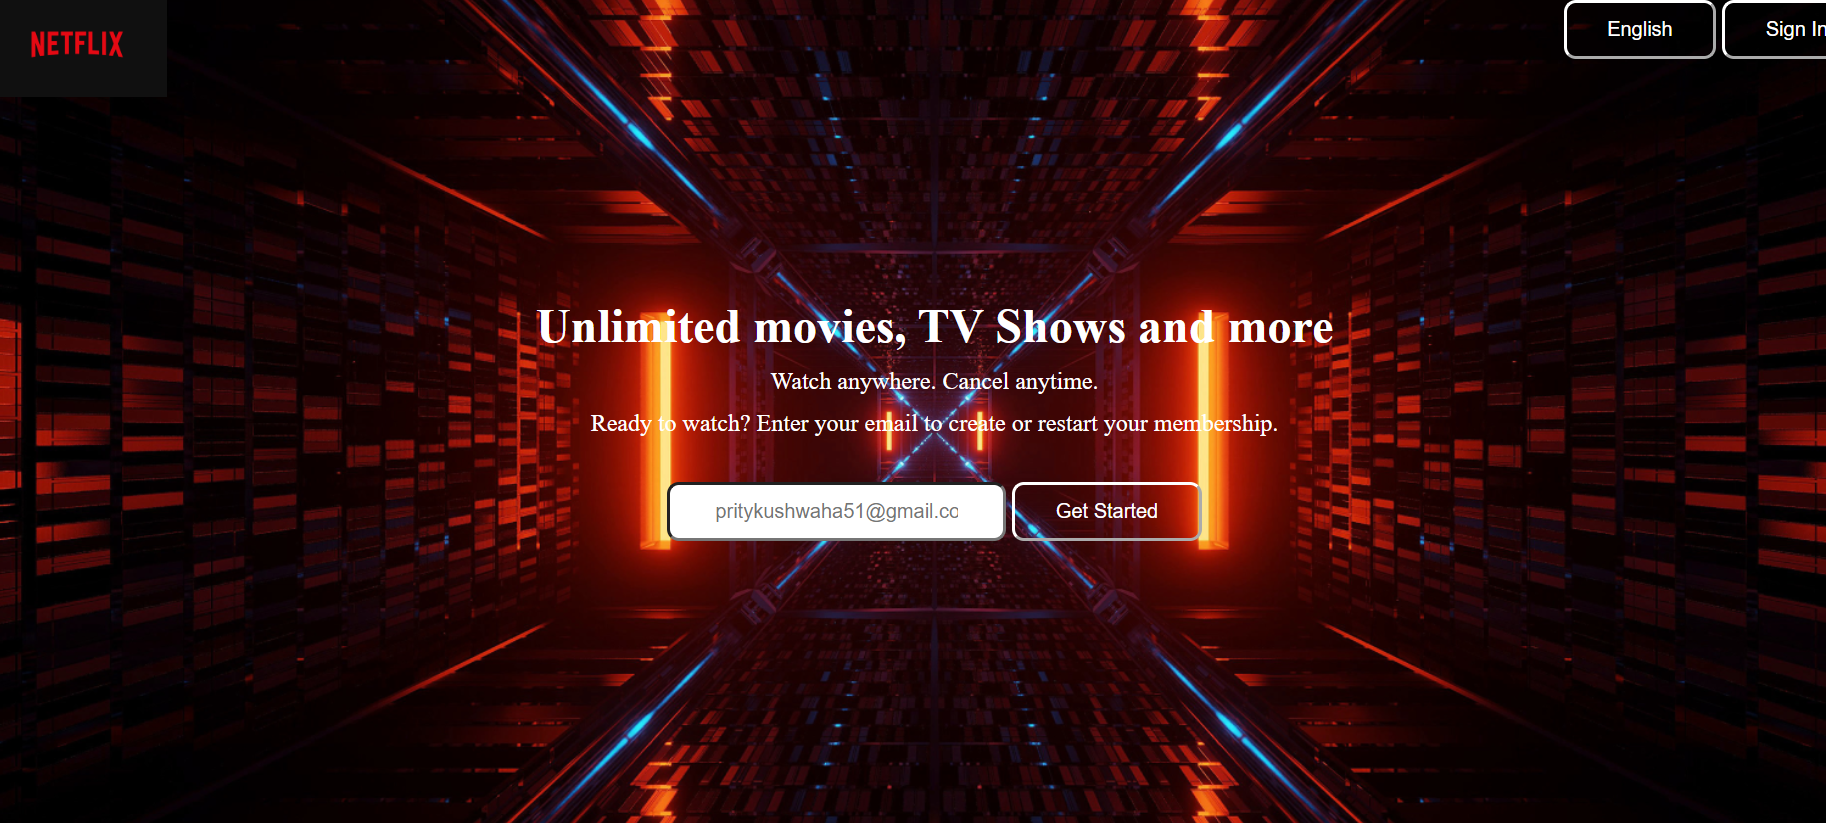 NETFLIX
English
Sign In
Unlimited movies, TV Shows and more
Watch anywhere. Cancel anytime.
Ready to watch? Enter your email to create or restart your membership.
pritykushwaha51@gmail.co
Get Started